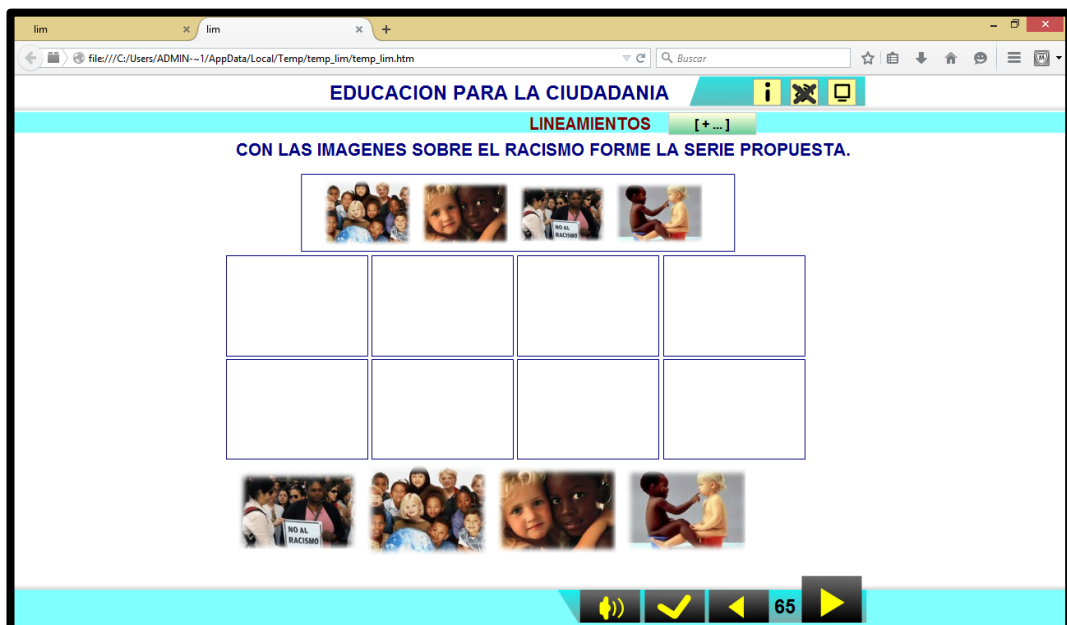 lim
lim
file:///C:/Users/ADMIN-~1/AppData/Local/Temp/temp_lim/temp_lim.htm
Buscar
EDUCACION PARA LA CIUDADANIA
LINEAMIENTOS
[+...]
CON LAS IMAGENES SOBRE EL RACISMO FORME LA SERIE PROPUESTA.
NO AL
RACISMO
NO AL
RACISMO
65